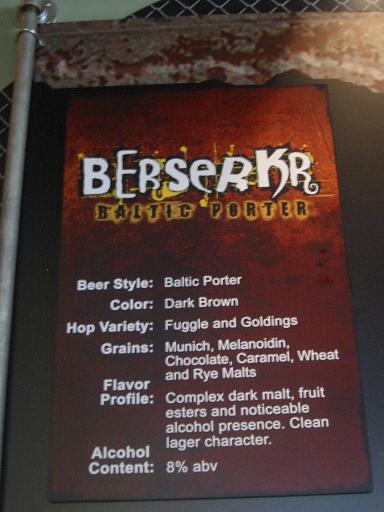 BERSERKR
BALTIC PORTER
Beer Style: Baltic Porter
Color: Dark Brown
Hop Variety: Fuggle and Goldings
Grains: Munich, Melanoidin,
Chocolate, Caramel, Wheat
and Rye Malts
Flavor
Profile: Complex dark malt, fruit
esters and noticeable
alcohol presence. Clean
lager character.
Alcohol
Content: 8% abv